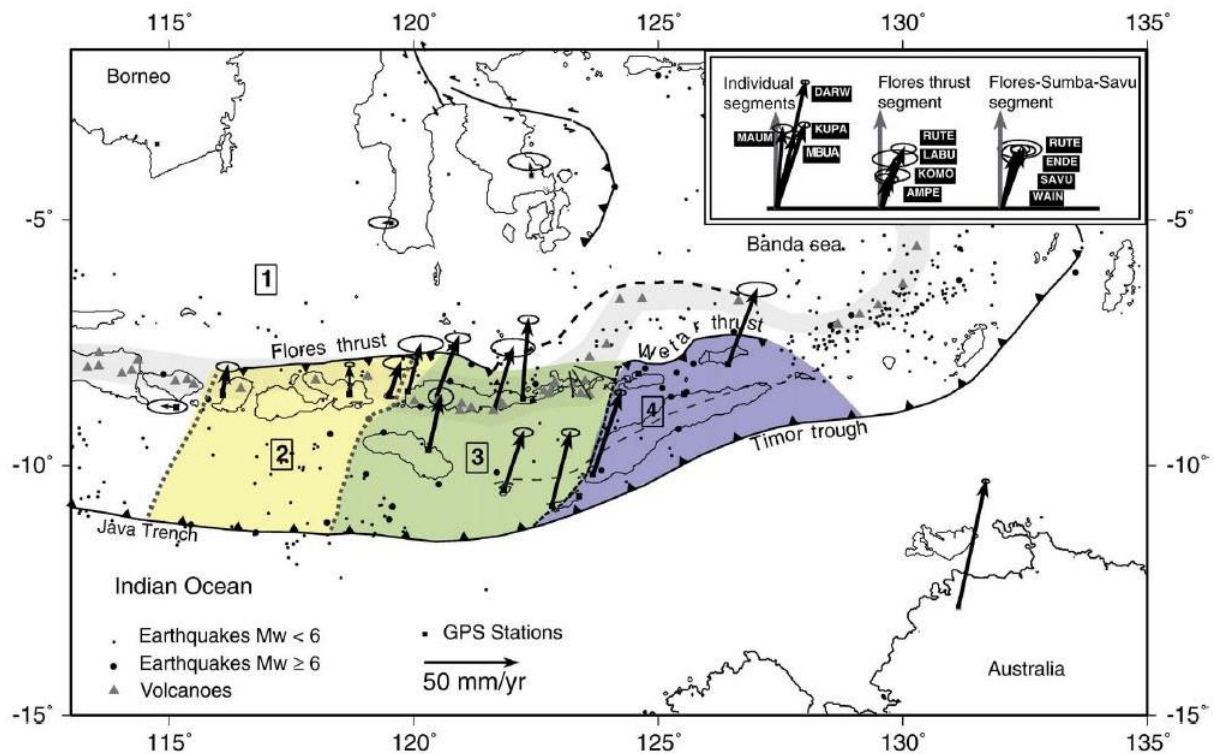 115° 120° 125° 130° 135°
Borneo
Individual segments
DARW
MAUM
KUPA
MBUA
Flores thrust segment
RUTE
LABU
KOMO
AMPE
Flores-Sumba-Savu segment
RUTE
ENDE
SAVU
WAIN
-5° -5°
Banda sea
1
Flores thrust
Wetar thrust
4
2
3
-10° -10°
Timor trough
Java Trench
Indian Ocean
Earthquakes Mw < 6
Earthquakes Mw ≥ 6
Volcanoes
GPS Stations
50 mm/yr
Australia
-15° -15°
115° 120° 125° 130° 135°